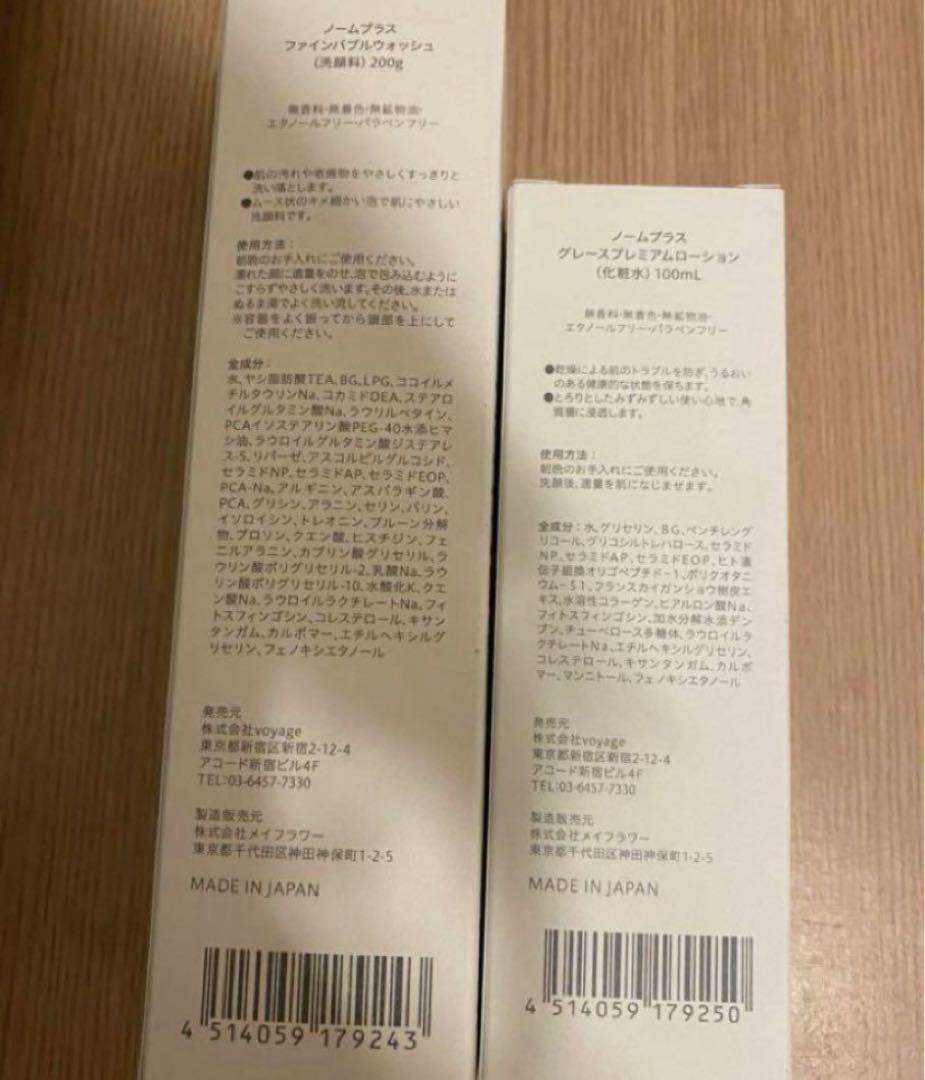 ノームプラス
ファインバブルウォッシュ
（洗顔料）200g
無香料・無着色・無鉱物油・
エタノールフリー・パラベンフリー
●肌の汚れや老廃物をやさしくすっきりと
洗い落とします。
●ムース状のキメ細かい泡で肌にやさしい
洗顔料です。
使用方法：
朝晩のお手入れにご使用ください。
濡れた顔に適量をのせ、泡で包み込むように
こすらずやさしく洗います。その後、水または
ぬるま湯でよく洗い流してください。
※容器をよく振ってから頭部を上にして
ご使用ください。
全成分：
水、ヤシ脂肪酸TEA、BG、LPG、ココイルメ
チルタウリンNa、コカミドDEA、ステアロ
イルグルタミン酸Na、ラウリルベタイン、
PCAイソステアリン酸PEG-40水添ヒマ
シ油、ラウロイルグルタミン酸ジステアレ
ス-5、リパーゼ、アスコルビルグルコシド、
セラミドNP、セラミドAP、セラミドEOP、
PCA-Na、アルギニン、アスパラギン酸、
PCA、グリシン、アラニン、セリン、バリン、
イソロイシン、トレオニン、プルーン分解
物、プロリン、クエン酸、ヒスチジン、フェ
ニルアラニン、カプリン酸グリセリル、ラ
ウリン酸ポリグリセリル-2、乳酸Na、ラウ
リン酸ポリグリセリル-10、水酸化K、クエ
ン酸Na、ラウロイルラクチレートNa、フィ
トスフィンゴシン、コレステロール、キサン
タンガム、カルボマー、エチルヘキシルグ
リセリン、フェノキシエタノール
発売元
株式会社voyage
東京都新宿区新宿2-12-4
アコード新宿ビル4F
TEL:03-6457-7330
製造販売元
株式会社メイフラワー
東京都千代田区神田神保町1-2-5
MADE IN JAPAN
4 514059 179243
ノームプラス
グレースプレミアムローション
（化粧水）100mL
無香料・無着色・無鉱物油・
エタノールフリー・パラベンフリー
●乾燥による肌のトラブルを防ぎ、うるおい
のある健康的な状態を保ちます。
●とろりとしたみずみずしい使い心地で、角
質層に浸透します。
使用方法：
朝晩のお手入れにご使用ください。
洗顔後、適量を肌になじませます。
全成分：水、グリセリン、BG、ペンチレング
リコール、グリコシルトレハロース、セラミド
NP、セラミドAP、セラミドEOP、ヒト遺
伝子組換オリゴペプチド-1、ポリクオタニ
ウム-51、フランスカイガンショウ樹皮エ
キス、水溶性コラーゲン、ヒアルロン酸Na、
フィトスフィンゴシン、加水分解水添デン
プン、チューベロース多糖体、ラウロイルラ
クチレートNa、エチルヘキシルグリセリン、
コレステロール、キサンタンガム、カルボ
マー、マンニトール、フェノキシエタノール
発売元
株式会社voyage
東京都新宿区新宿2-12-4
アコード新宿ビル4F
TEL:03-6457-7330
製造販売元
株式会社メイフラワー
東京都千代田区神田神保町1-2-5
MADE IN JAPAN
4 514059 179250